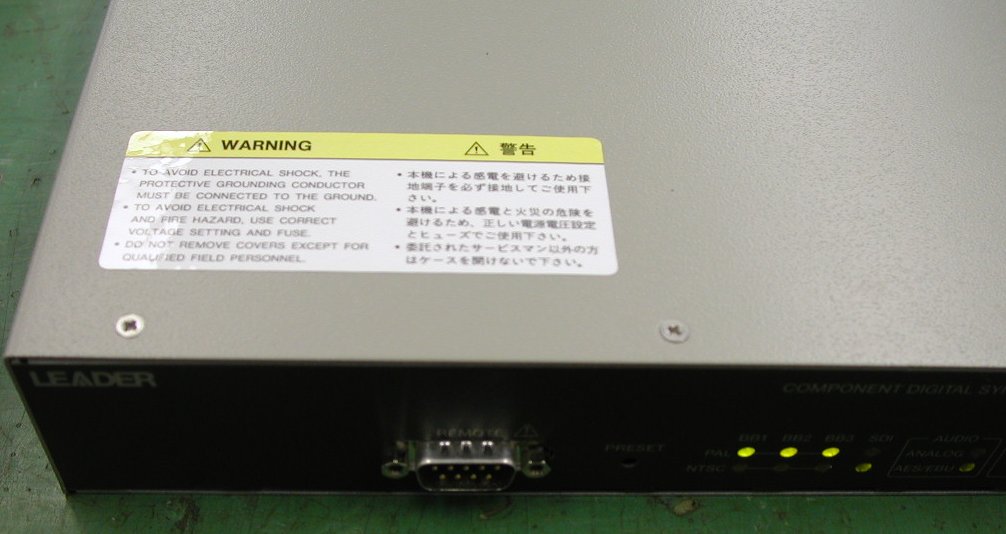 WARNING
• TO AVOID ELECTRICAL SHOCK, THE
PROTECTIVE GROUNDING CONDUCTOR
MUST BE CONNECTED TO THE GROUND.
• TO AVOID ELECTRICAL SHOCK
AND FIRE HAZARD, USE CORRECT
VOLTAGE SETTING AND FUSE.
• DO NOT REMOVE COVERS EXCEPT FOR
QUALIFIED FIELD PERSONNEL.
警告
• 本機による感電を避けるため接
地端子を必ず接地してご使用下
さい。
• 本機による感電と火災の危険を
避けるため、正しい電源電圧設定
とヒューズでご使用下さい。
• 委託されたサービスマン以外の方
はケースを開けないで下さい。
LEADER
COMPONENT DIGITAL
REMOTE
PRESET
BB1 BB2 BB3 SDI
PAL
NTSC
AUDIO
ANALOG
AES/EBU